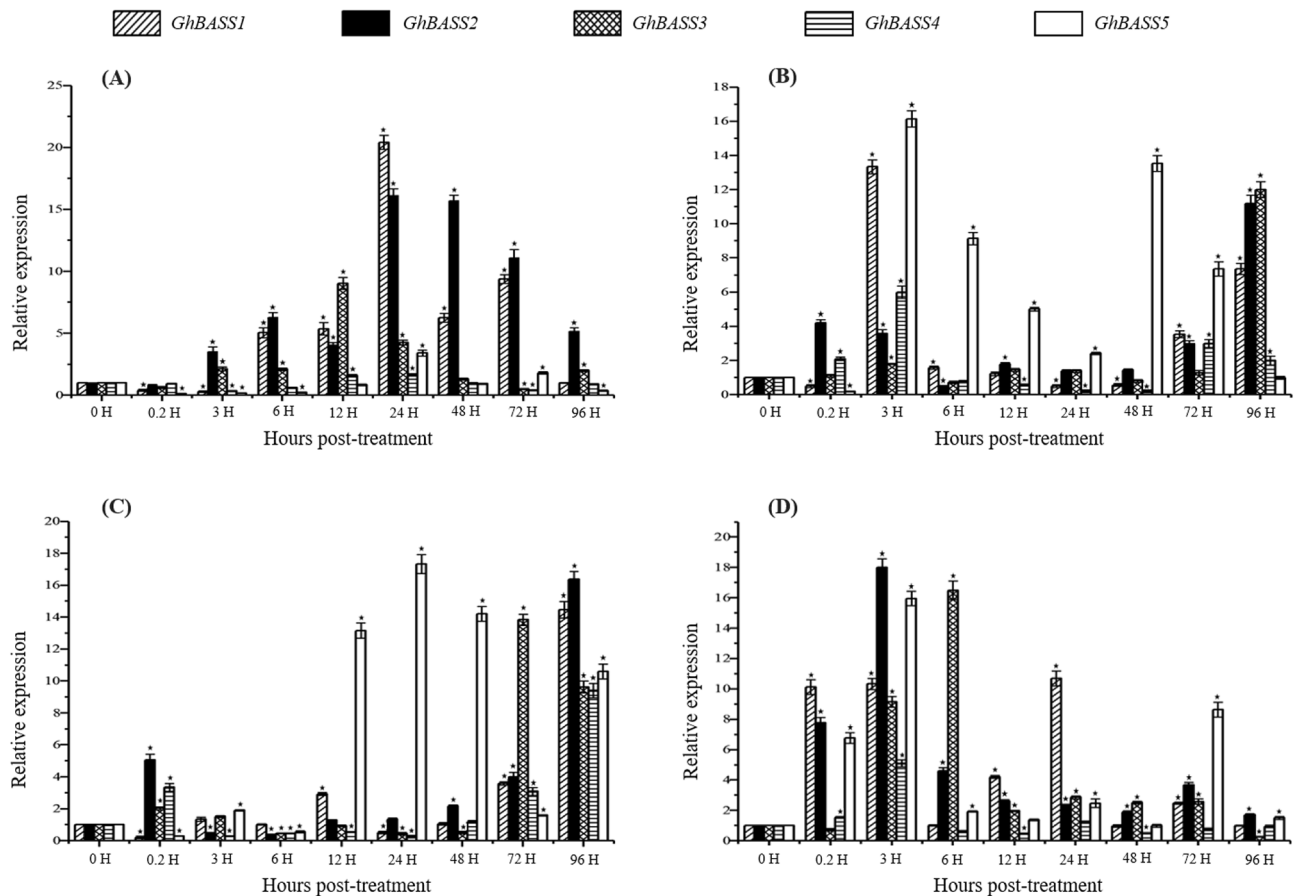 GhBASS1 GhBASS2 GhBASS3 GhBASS4 GhBASS5
(A)
25
20
15
10
5
0
Relative expression
0 H 0.2 H 3 H 6 H 12 H 24 H 48 H 72 H 96 H
Hours post-treatment
(B)
18
16
14
12
10
8
6
4
2
0
Relative expression
0 H 0.2 H 3 H 6 H 12 H 24 H 48 H 72 H 96 H
Hours post-treatment
(C)
20
18
16
14
12
10
8
6
4
2
0
Relative expression
0 H 0.2 H 3 H 6 H 12 H 24 H 48 H 72 H 96 H
Hours post-treatment
(D)
20
18
16
14
12
10
8
6
4
2
0
Relative expression
0 H 0.2 H 3 H 6 H 12 H 24 H 48 H 72 H 96 H
Hours post-treatment